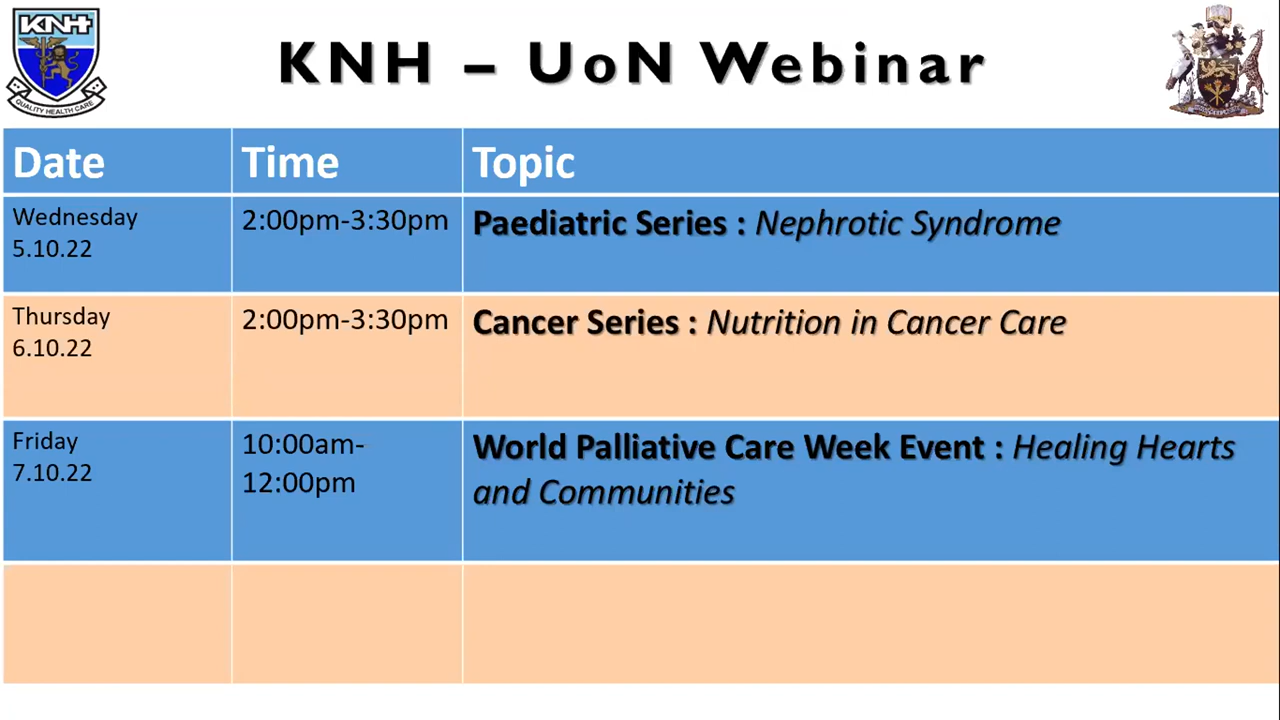 KNH
QUALITY HEALTH CARE
KNH – UoN Webinar
Date Time Topic
Wednesday
5.10.22
2:00pm-3:30pm
Paediatric Series : Nephrotic Syndrome
Thursday
6.10.22
2:00pm-3:30pm
Cancer Series : Nutrition in Cancer Care
Friday
7.10.22
10:00am-
12:00pm
World Palliative Care Week Event : Healing Hearts
and Communities